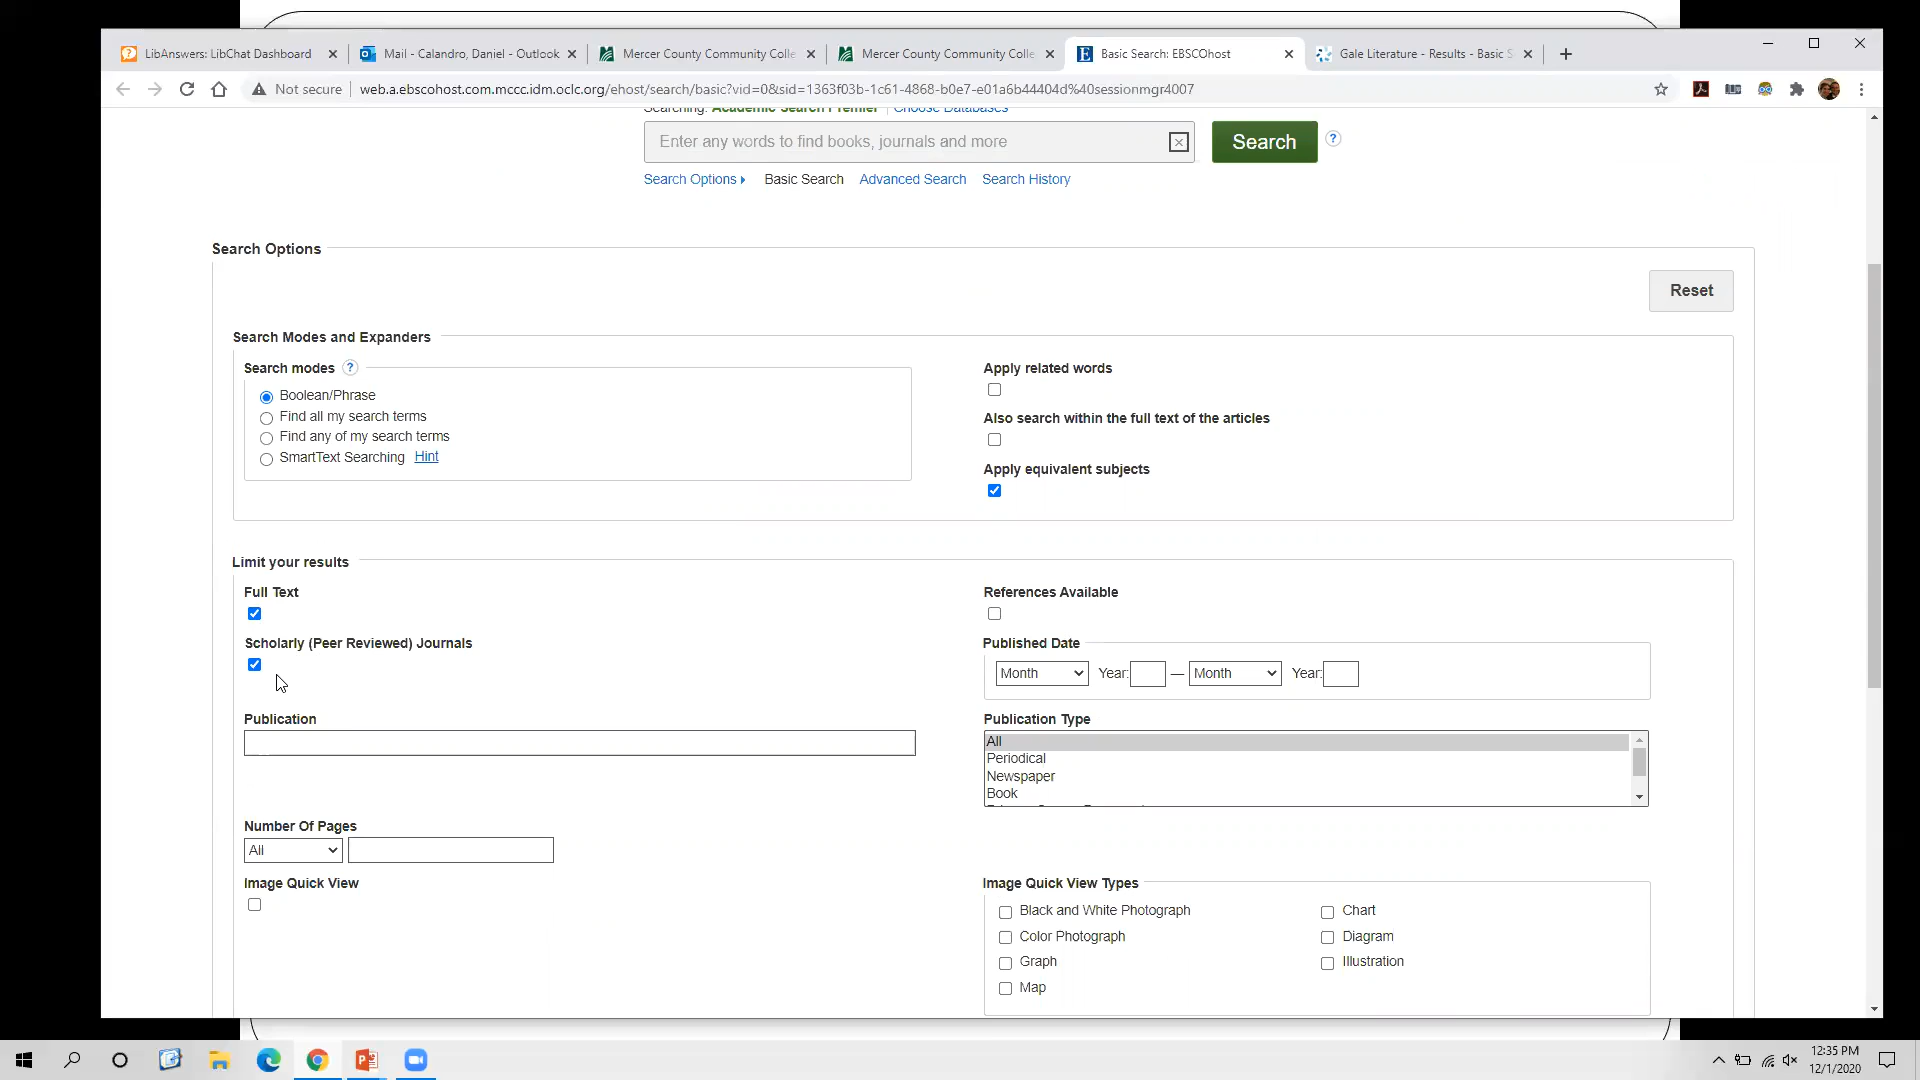 LibAnswers: LibChat Dashboard
Mail - Calandro, Daniel - Outlook
Mercer County Community Colle
Mercer County Community Colle
Basic Search: EBSCOhost
Gale Literature - Results - Basic S
Not secure
web.a.ebscohost.com.mccc.idm.oclc.org/ehost/search/basic?vid=0&sid=1363f03b-1c61-4868-b0e7-e01a6b44404d%40sessionmgr4007
Searching: Academic Search Premier Choose Databases
Enter any words to find books, journals and more
Search
Search Options Basic Search Advanced Search Search History
Search Options
Reset
Search Modes and Expanders
Search modes
Boolean/Phrase
Find all my search terms
Find any of my search terms
SmartText Searching Hint
Apply related words
Also search within the full text of the articles
Apply equivalent subjects
Limit your results
Full Text
Scholarly (Peer Reviewed) Journals
Publication
Number Of Pages
All
Image Quick View
References Available
Published Date
Month Year: — Month Year:
Publication Type
All
Periodical
Newspaper
Book
Image Quick View Types
Black and White Photograph
Color Photograph
Graph
Map
Chart
Diagram
Illustration
12:35 PM
12/1/2020